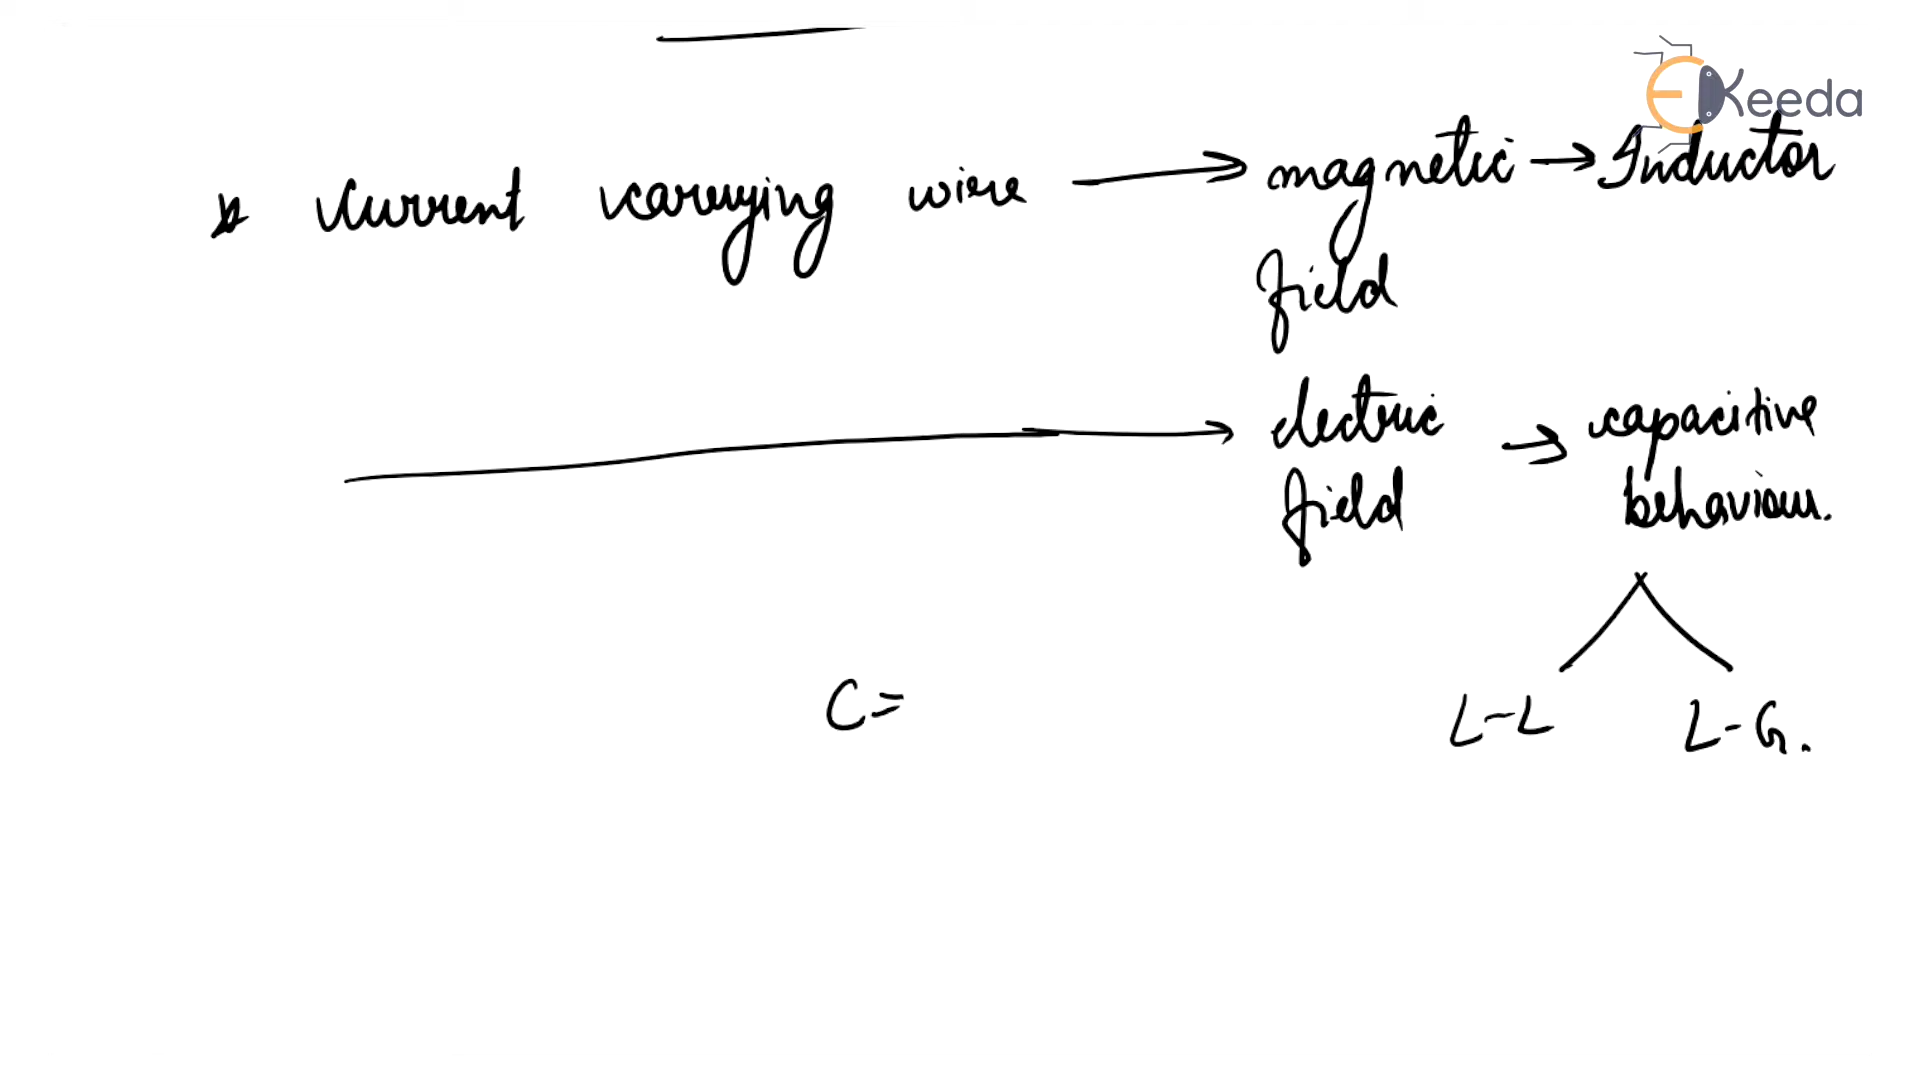 EKeeda
* Current carrying wire → magnetic field → Inductor
→ electric field → capacitive behaviour.
L-L L-G.
C=